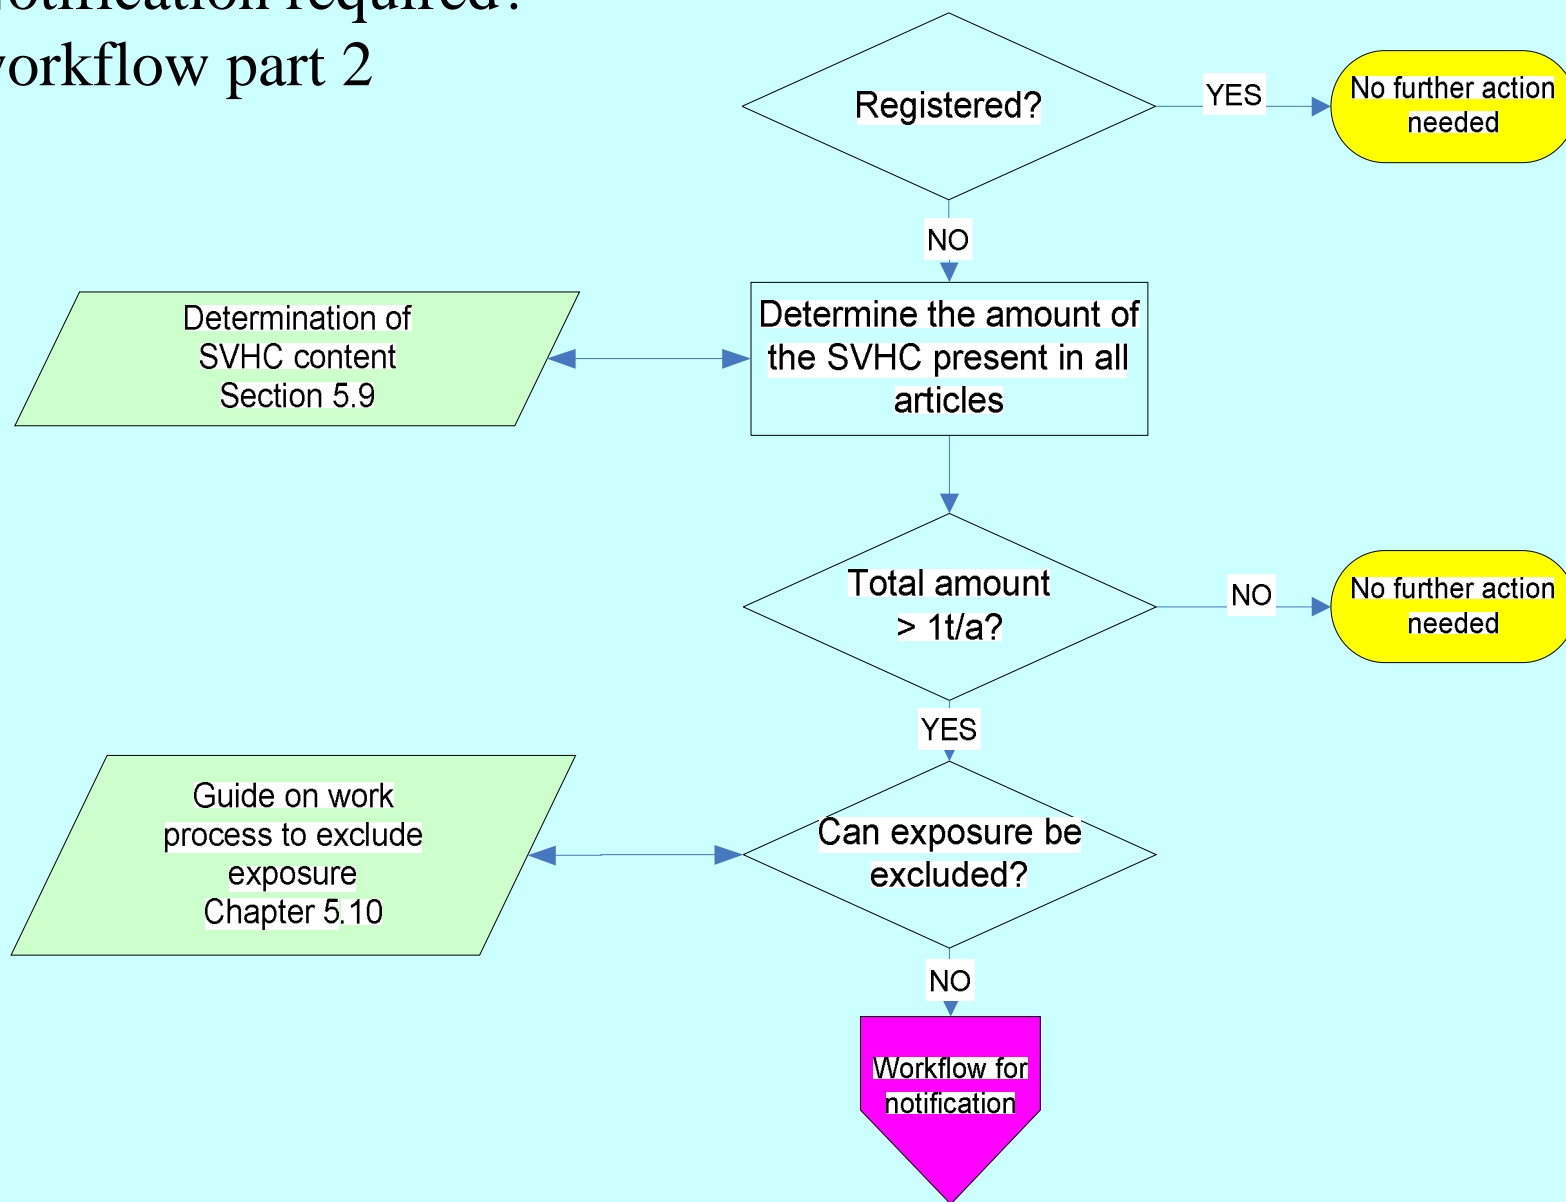 otification required?
workflow part 2
Registered?
YES
No further action
needed
NO
Determination of
SVHC content
Section 5.9
Determine the amount of
the SVHC present in all
articles
Total amount
> 1t/a?
NO
No further action
needed
YES
Guide on work
process to exclude
exposure
Chapter 5.10
Can exposure be
excluded?
NO
Workflow for
notification